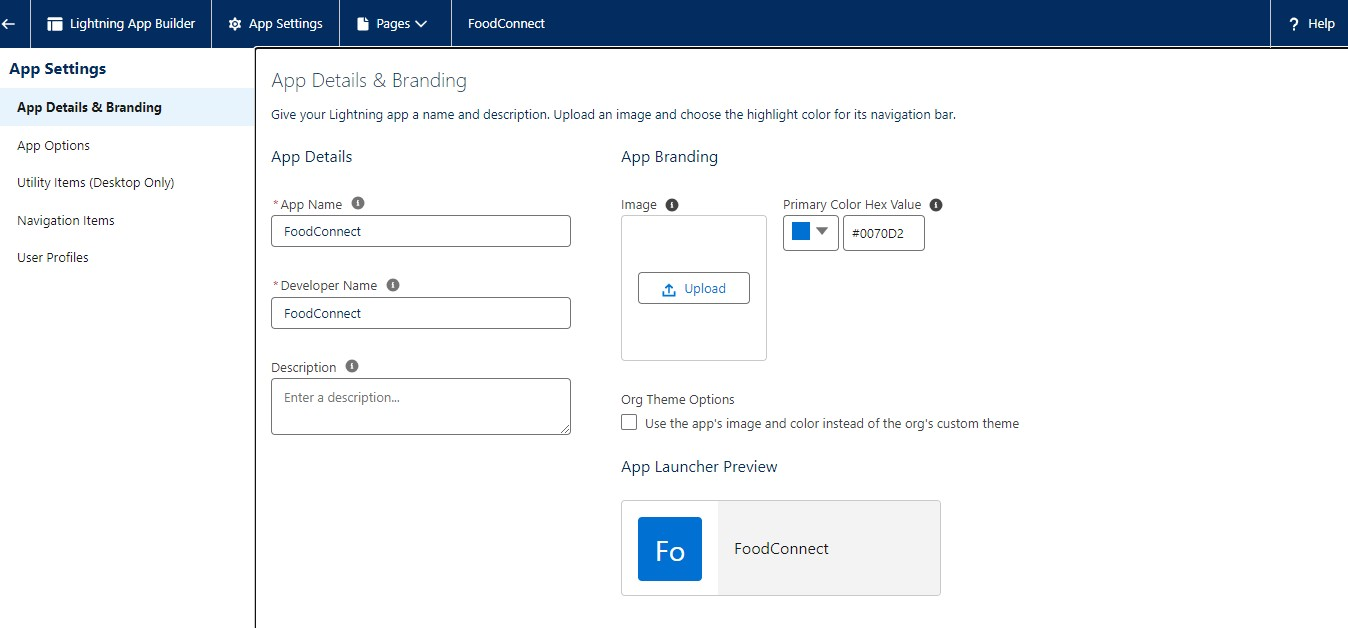 Lightning App Builder
App Settings
Pages
FoodConnect
? Help
App Settings
App Details & Branding
App Options
Utility Items (Desktop Only)
Navigation Items
User Profiles
App Details & Branding
Give your Lightning app a name and description. Upload an image and choose the highlight color for its navigation bar.
App Details
* App Name
FoodConnect
* Developer Name
FoodConnect
Description
Enter a description...
App Branding
Image
Upload
Primary Color Hex Value
#0070D2
Org Theme Options
Use the app's image and color instead of the org's custom theme
App Launcher Preview
Fo
FoodConnect